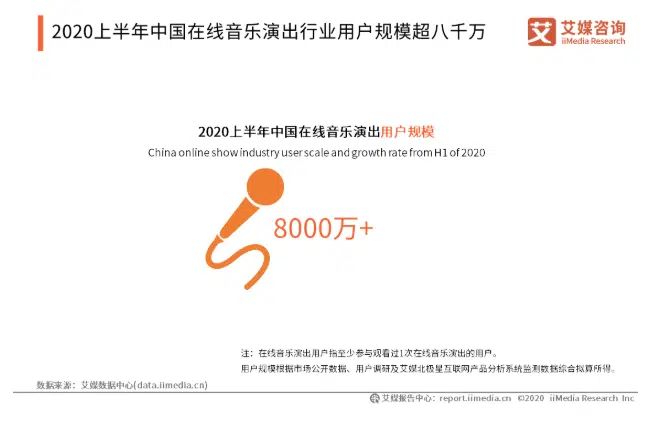 2020上半年中国在线音乐演出行业用户规模超八千万
艾媒咨询
iiMedia Research
2020上半年中国在线音乐演出用户规模
China online show industry user scale and growth rate from H1 of 2020
8000万+
注：在线音乐演出用户指至少参与观看过1次在线音乐演出的用户。
用户规模根据市场公开数据、用户调研及艾媒北极星互联网产品分析系统监测数据综合拟算所得。
数据来源：艾媒数据中心(data.iimedia.cn)
艾媒报告中心：report.iimedia.cn ©2020 iiMedia Research Inc